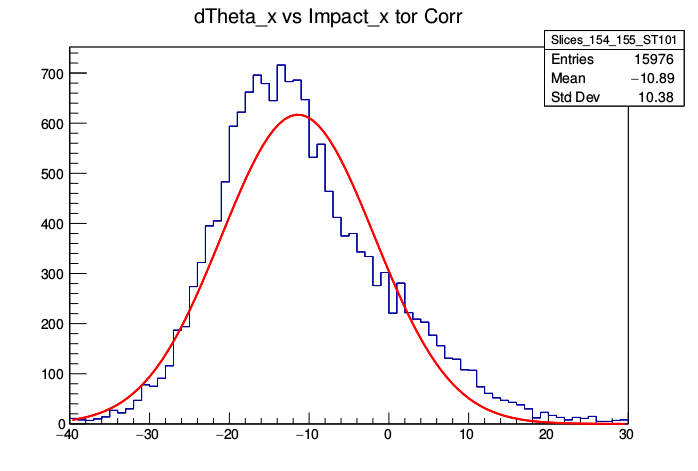 dTheta_x vs Impact_x tor Corr
Slices_154_155_ST101
Entries 15976
Mean −10.89
Std Dev 10.38
700
600
500
400
300
200
100
0
−40 −30 −20 −10 0 10 20 30